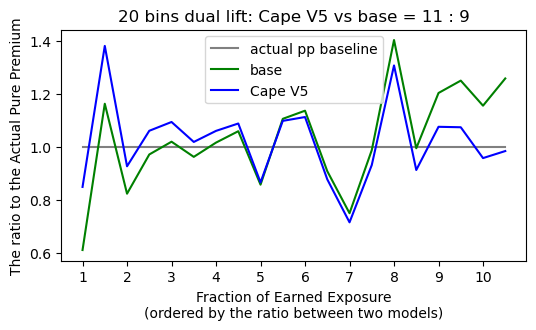 20 bins dual lift: Cape V5 vs base = 11 : 9
The ratio to the Actual Pure Premium
1.4
1.2
1.0
0.8
0.6
actual pp baseline
base
Cape V5
1 2 3 4 5 6 7 8 9 10
Fraction of Earned Exposure
(ordered by the ratio between two models)